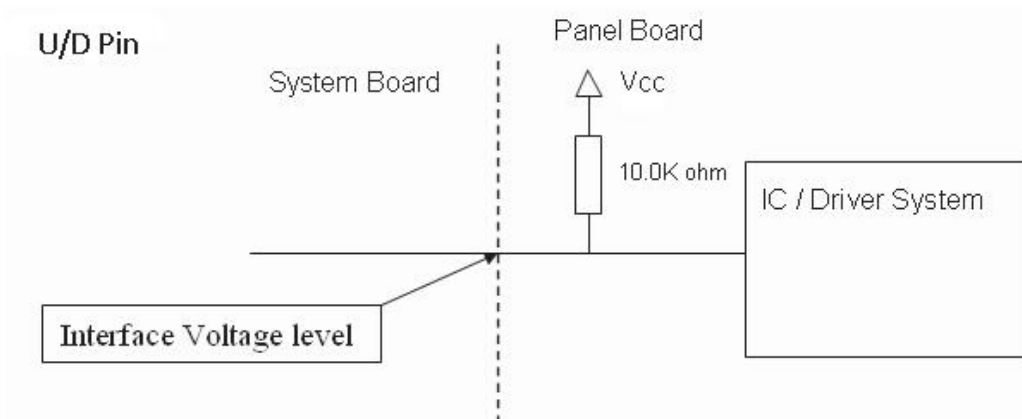 U/D Pin
System Board
Panel Board
Vcc
10.0K ohm
IC / Driver System
Interface Voltage level